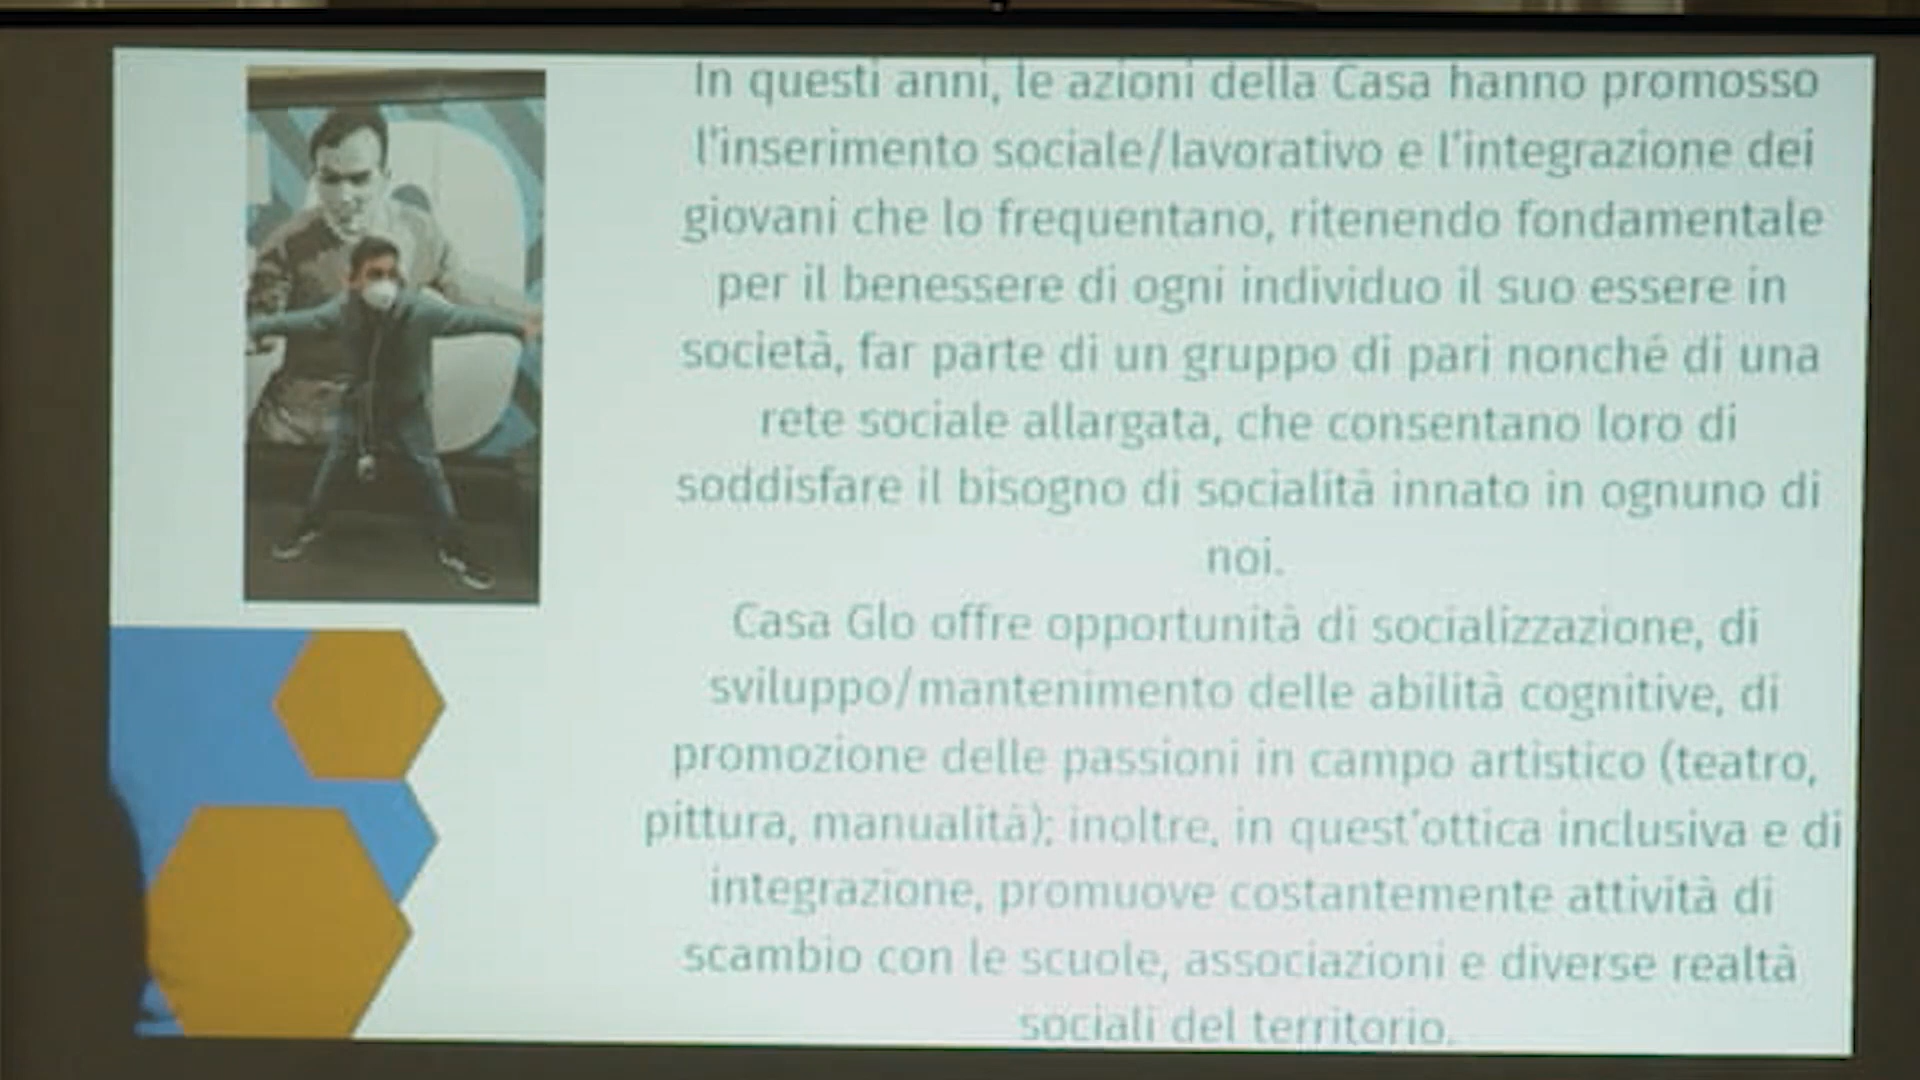 In questi anni, le azioni della Casa hanno promosso
l'inserimento sociale/lavorativo e l'integrazione dei
giovani che lo frequentano, ritenendo fondamentale
per il benessere di ogni individuo il suo essere in
società, far parte di un gruppo di pari nonché di una
rete sociale allargata, che consentano loro di
soddisfare il bisogno di socialità innato in ognuno di
noi.
Casa Glo offre opportunità di socializzazione, di
sviluppo/mantenimento delle abilità cognitive, di
promozione delle passioni in campo artistico (teatro,
pittura, manualità); inoltre, in quest'ottica inclusiva e di
integrazione, promuove costantemente attività di
scambio con le scuole, associazioni e diverse realtà
sociali del territorio.